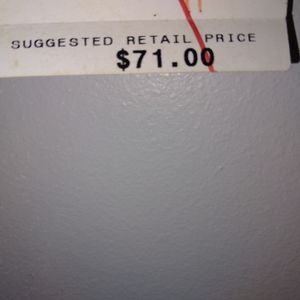 SUGGESTED RETAIL PRICE
$71.00